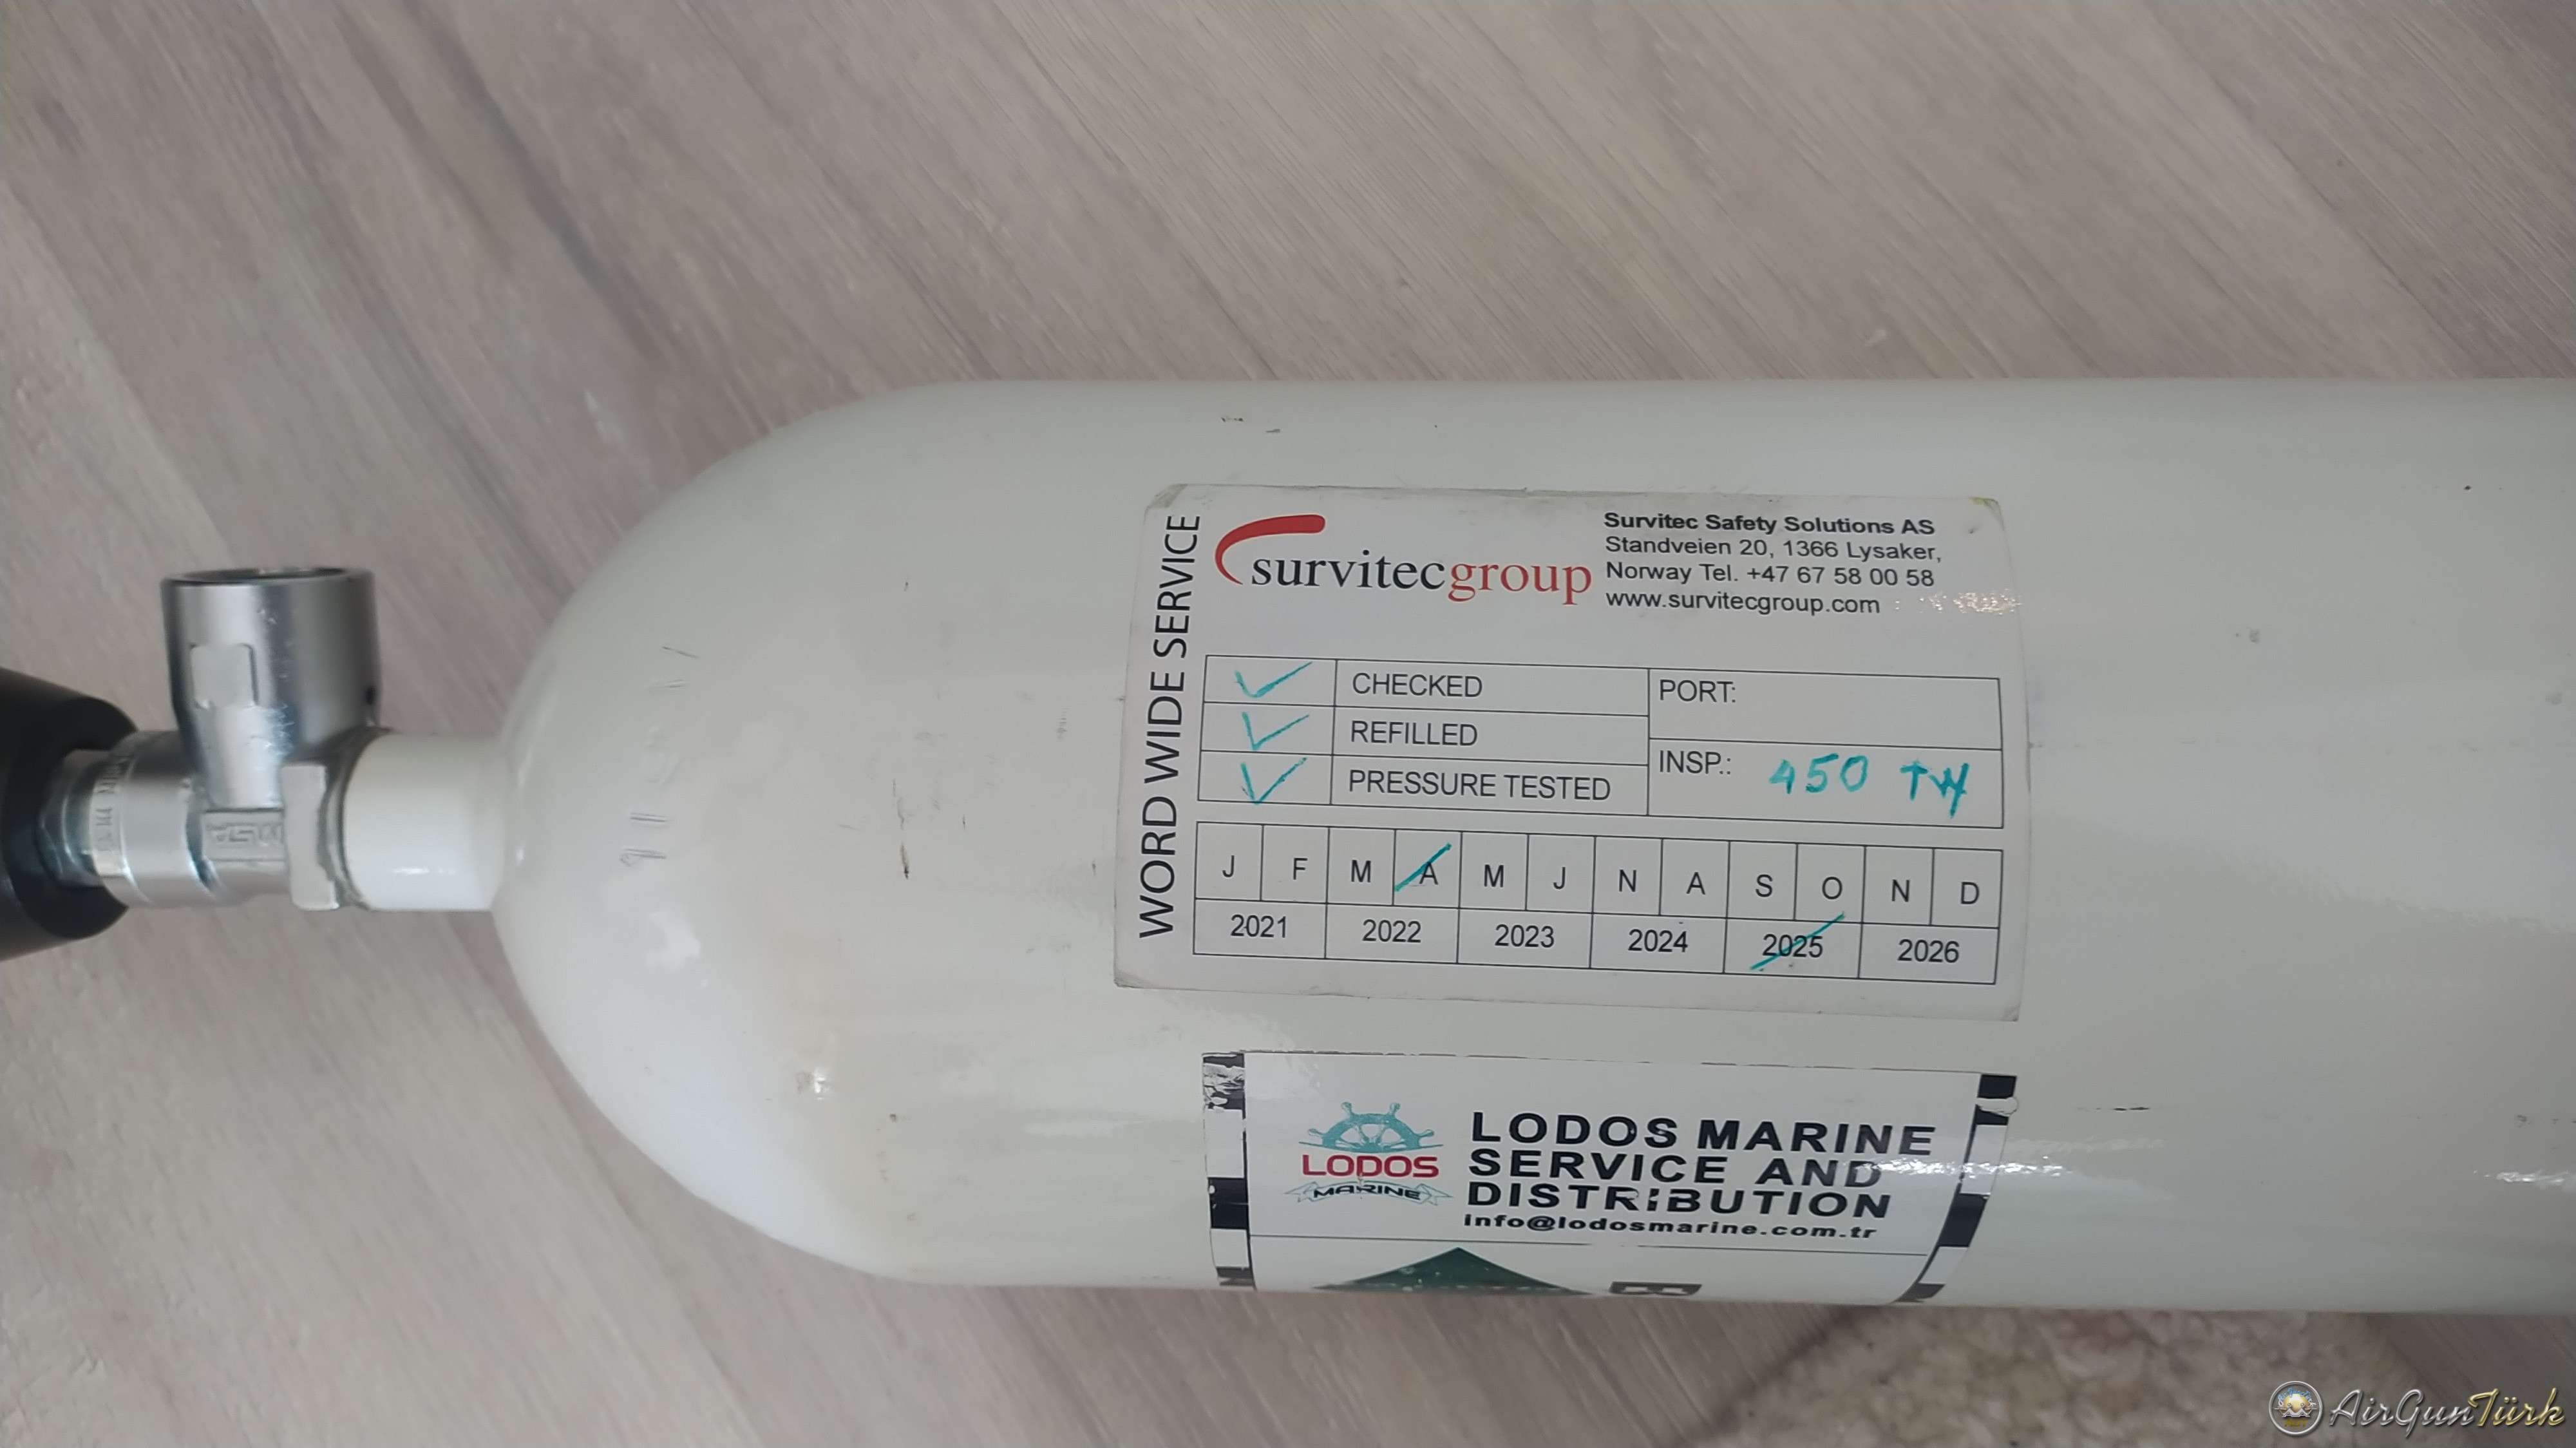 WORD WIDE SERVICE
survitecgroup
Survitec Safety Solutions AS
Standveien 20, 1366 Lysaker,
Norway Tel. +47 67 58 00 58
www.survitecgroup.com
CHECKED
REFILLED
PRESSURE TESTED
PORT:
INSP.: 450 TW
J F M A M J N A S O N D
2021 2022 2023 2024 2025 2026
LODOS
MARINE
LODOS MARINE
SERVICE AND
DISTRIBUTION
info@lodosmarine.com.tr
AirGunTürk